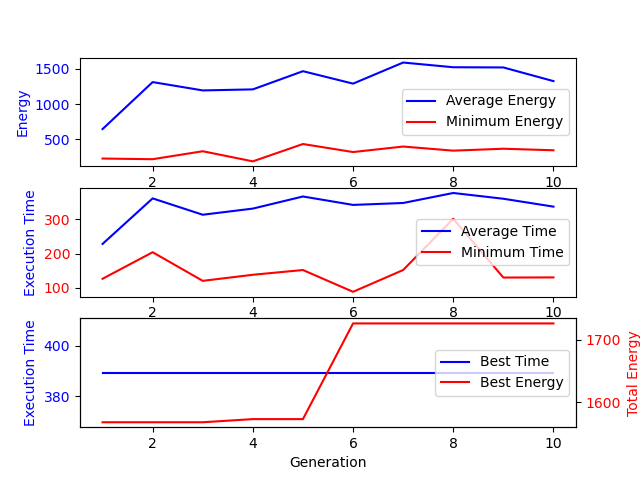 1500
1000
500
Energy
Average Energy
Minimum Energy
2 4 6 8 10
300
200
100
Execution Time
Average Time
Minimum Time
2 4 6 8 10
400
380
Execution Time
Best Time
Best Energy
1700
1600
Total Energy
2 4 6 8 10
Generation